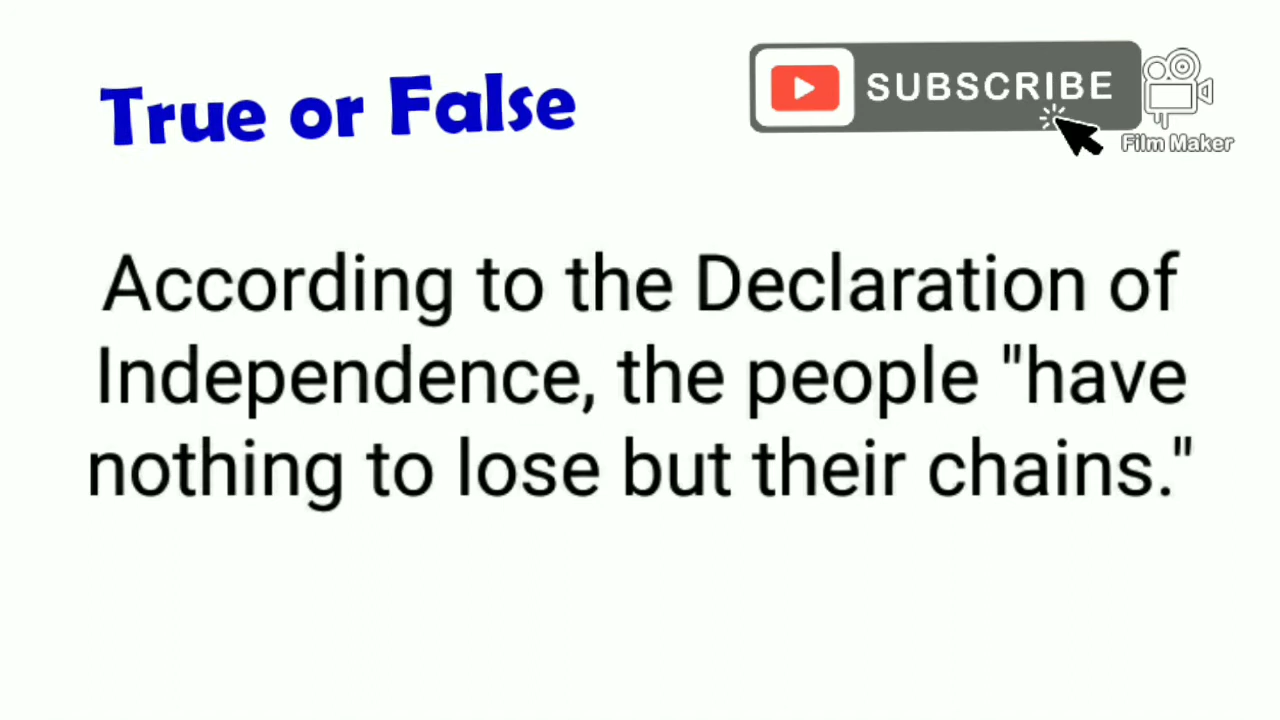 True or False
SUBSCRIBE
Film Maker
According to the Declaration of
Independence, the people "have
nothing to lose but their chains."